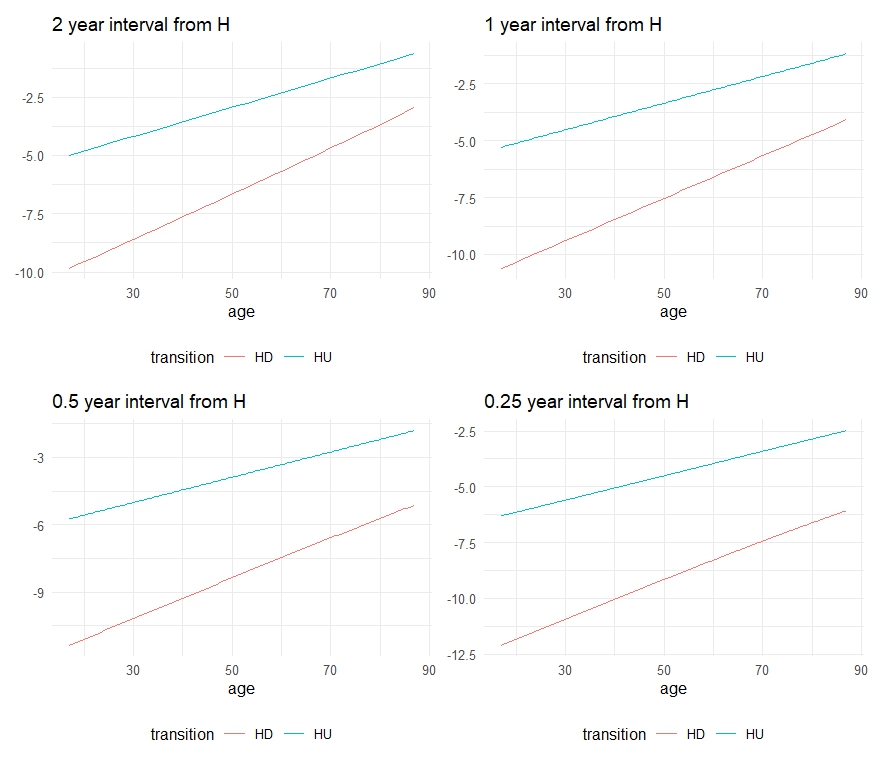 2 year interval from H
-2.5
-5.0
-7.5
-10.0
30 50 70 90
age
transition HD HU
1 year interval from H
-2.5
-5.0
-7.5
-10.0
30 50 70 90
age
transition HD HU
0.5 year interval from H
-3
-6
-9
30 50 70 90
age
transition HD HU
0.25 year interval from H
-2.5
-5.0
-7.5
-10.0
-12.5
30 50 70 90
age
transition HD HU